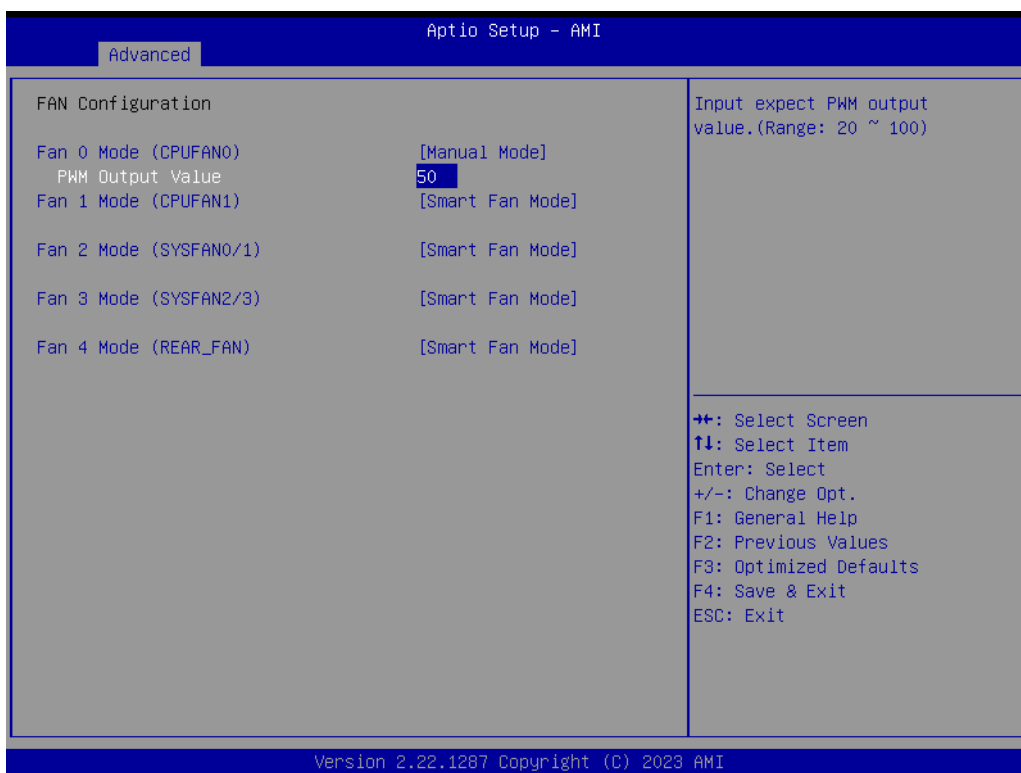 Aptio Setup – AMI
Advanced
FAN Configuration
Fan 0 Mode (CPUFAN0) [Manual Mode]
PWM Output Value 50
Fan 1 Mode (CPUFAN1) [Smart Fan Mode]
Fan 2 Mode (SYSFAN0/1) [Smart Fan Mode]
Fan 3 Mode (SYSFAN2/3) [Smart Fan Mode]
Fan 4 Mode (REAR_FAN) [Smart Fan Mode]
Input expect PWM output
value.(Range: 20 ~ 100)
→←: Select Screen
↑↓: Select Item
Enter: Select
+/-: Change Opt.
F1: General Help
F2: Previous Values
F3: Optimized Defaults
F4: Save & Exit
ESC: Exit
Version 2.22.1287 Copyright (C) 2023 AMI